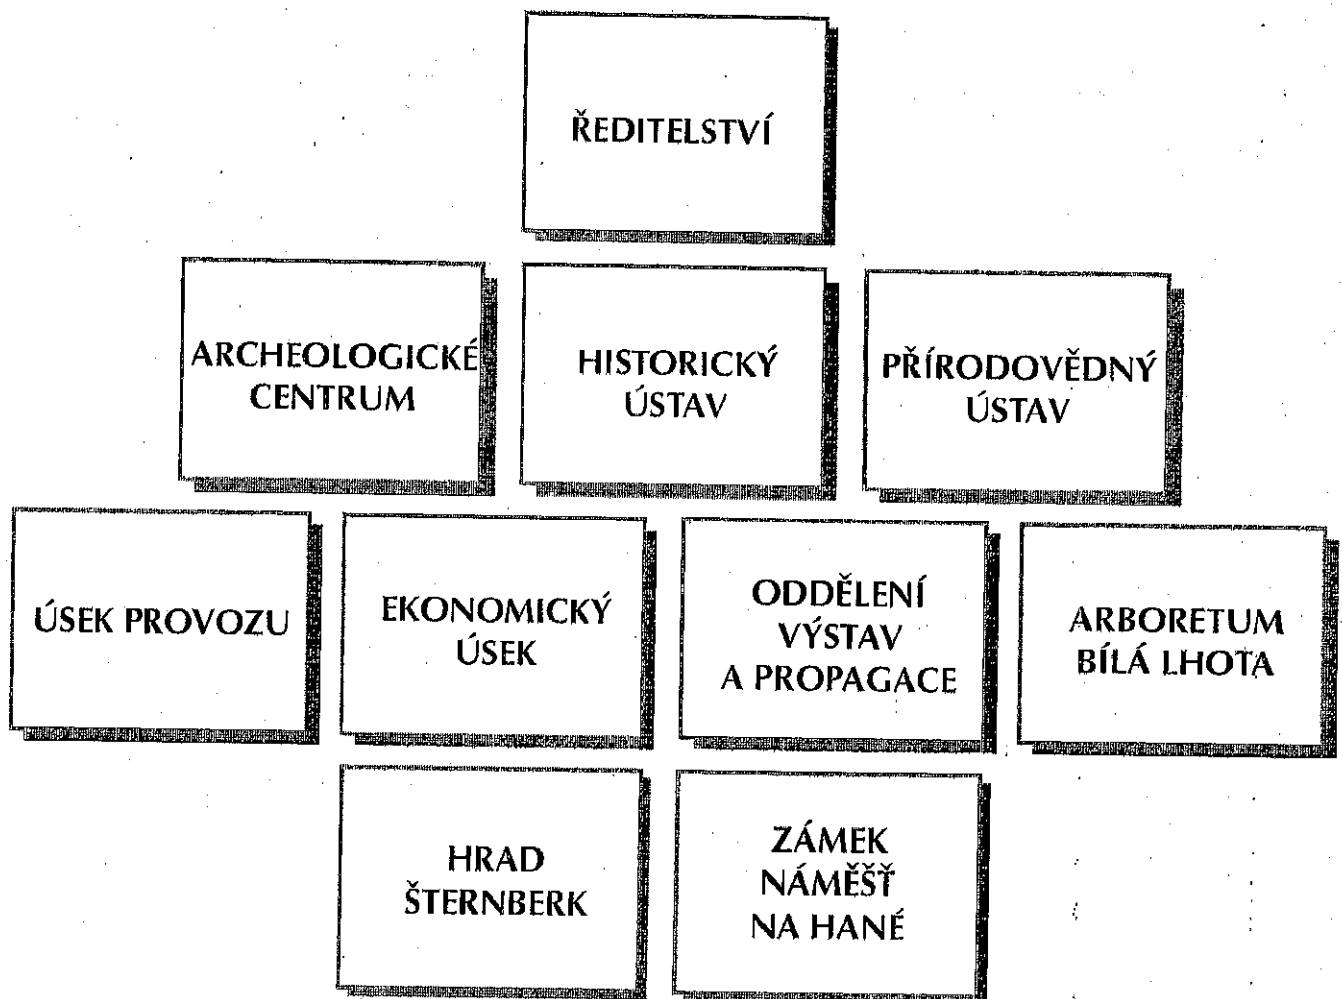 ŘEDITELSTVÍ
ARCHEOLOGICKÉ
CENTRUM
HISTORICKÝ
ÚSTAV
PŘÍRODOVĚDNÝ
ÚSTAV
ÚSEK PROVOZU
EKONOMICKÝ
ÚSEK
ODDĚLENÍ
VÝSTAV
A PROPAGACE
ARBORETUM
BÍLÁ LHOTA
HRAD
ŠTERNBERK
ZÁMEK
NÁMĚŠŤ
NA HANÉ